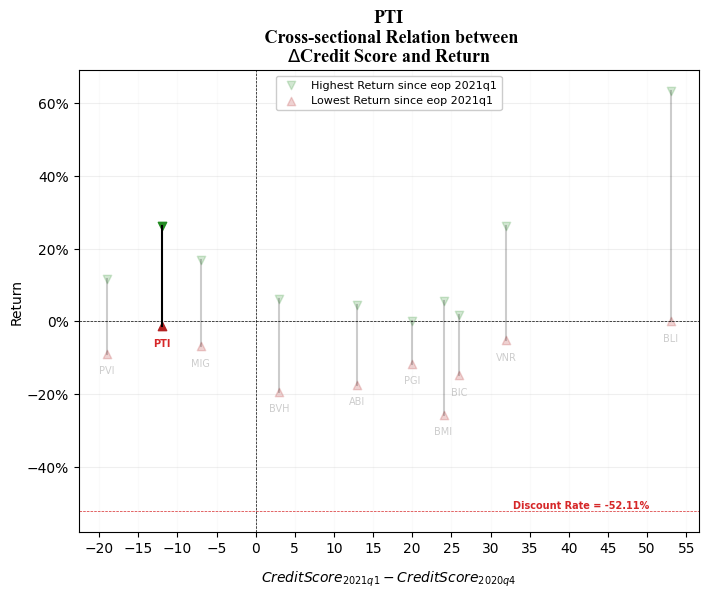 PTI
Cross-sectional Relation between
ΔCredit Score and Return
Highest Return since eop 2021q1
Lowest Return since eop 2021q1
60%
40%
20%
0%
−20%
−40%
Return
PVI
PTI
MIG
BVH
ABI
PGI
BMI
BIC
VNR
BLI
Discount Rate = -52.11%
−20 −15 −10 −5 0 5 10 15 20 25 30 35 40 45 50 55
CreditScore2021q1 − CreditScore2020q4